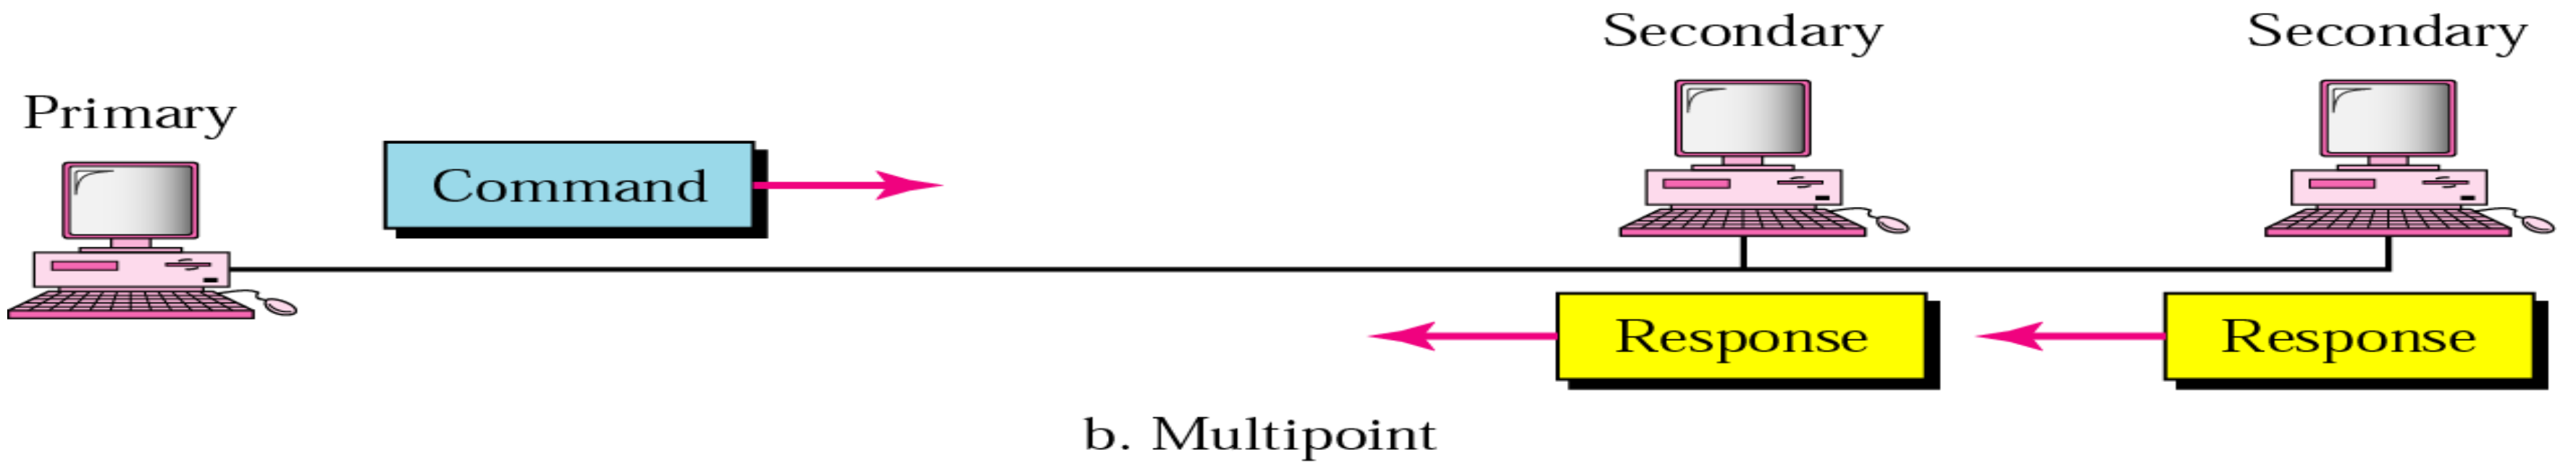 Secondary
Secondary
Primary
Command
Response
Response
b. Multipoint